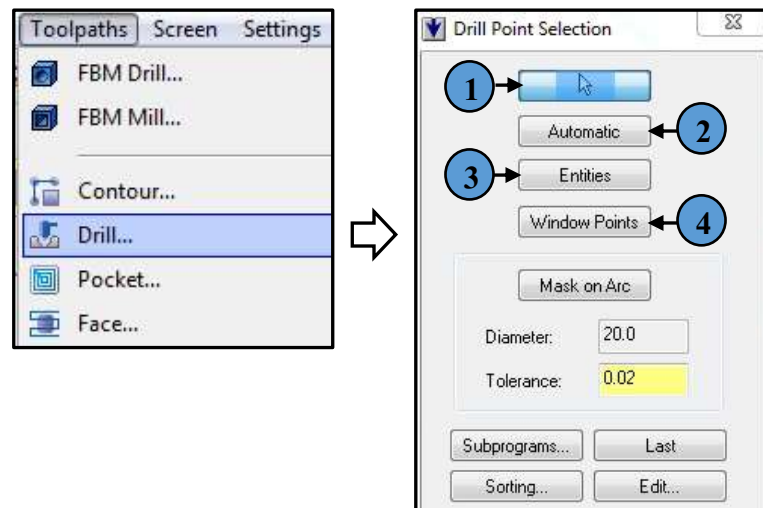 Toolpaths Screen Settings
FBM Drill...
FBM Mill...
Contour...
Drill...
Pocket...
Face...
Drill Point Selection
1
Automatic 2
3 Entities
Window Points 4
Mask on Arc
Diameter: 20.0
Tolerance: 0.02
Subprograms... Last
Sorting... Edit...